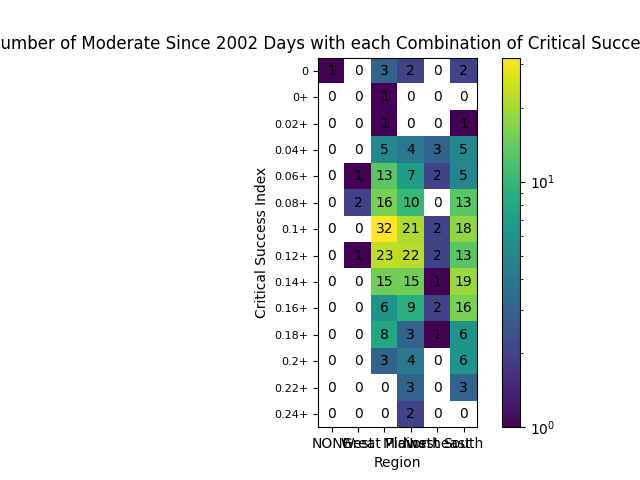 umber of Moderate Since 2002 Days with each Combination of Critical Succe
0 1 0 3 2 0 2
0+ 0 0 1 0 0 0
0.02+ 0 0 1 0 0 1
0.04+ 0 0 5 4 3 5
0.06+ 0 1 13 7 2 5
0.08+ 0 2 16 10 0 13
0.1+ 0 0 32 21 2 18
0.12+ 0 1 23 22 2 13
0.14+ 0 0 15 15 1 19
0.16+ 0 0 6 9 2 16
0.18+ 0 0 8 3 1 6
0.2+ 0 0 3 4 0 6
0.22+ 0 0 0 3 0 3
0.24+ 0 0 0 2 0 0
10¹
10⁰
Critical Success Index
South
Region